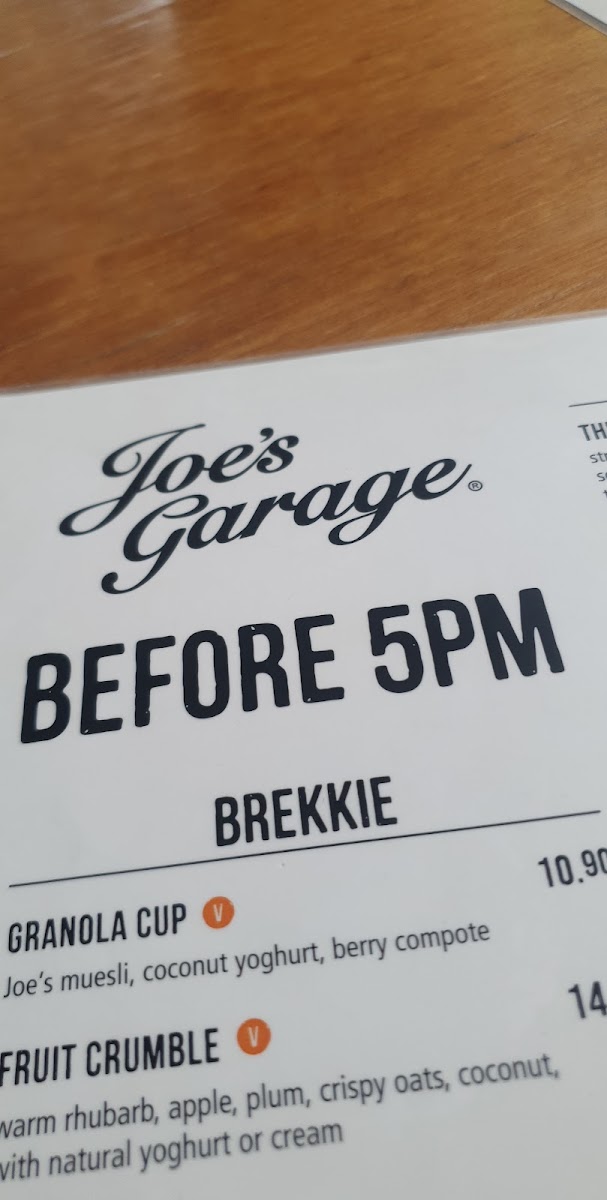 Joe's
Garage®
BEFORE 5PM
BREKKIE
GRANOLA CUP V 10.90
Joe's muesli, coconut yoghurt, berry compote
FRUIT CRUMBLE V
warm rhubarb, apple, plum, crispy oats, coconut,
with natural yoghurt or cream